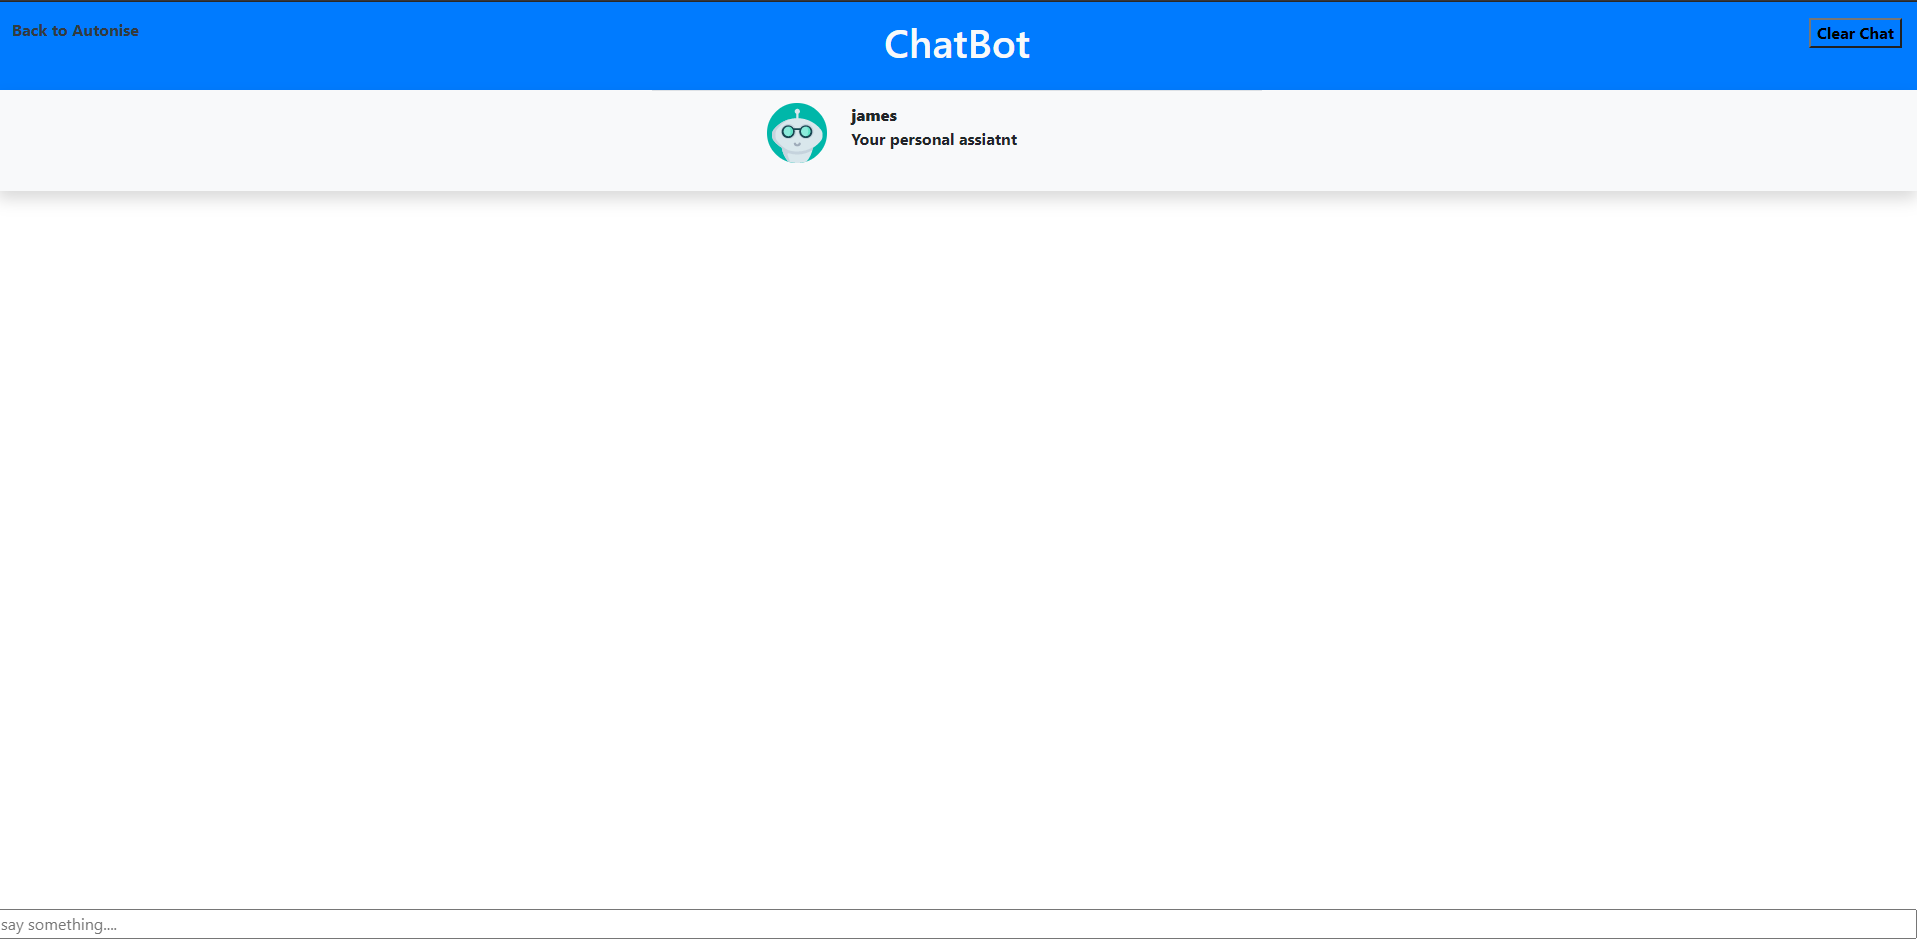 Back to Autonise
ChatBot
Clear Chat
james
Your personal assiatnt
say something....